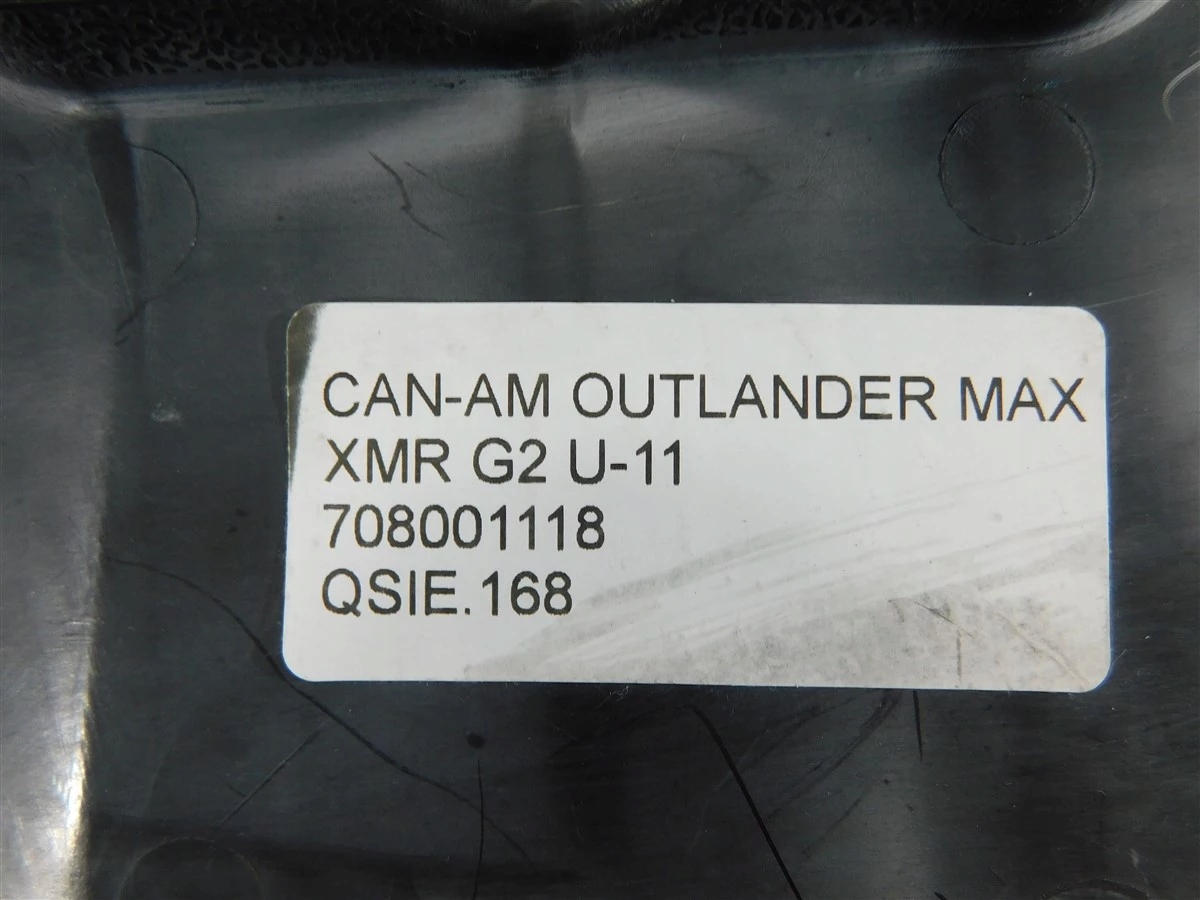 CAN-AM OUTLANDER MAX
XMR G2 U-11
708001118
QSIE.168